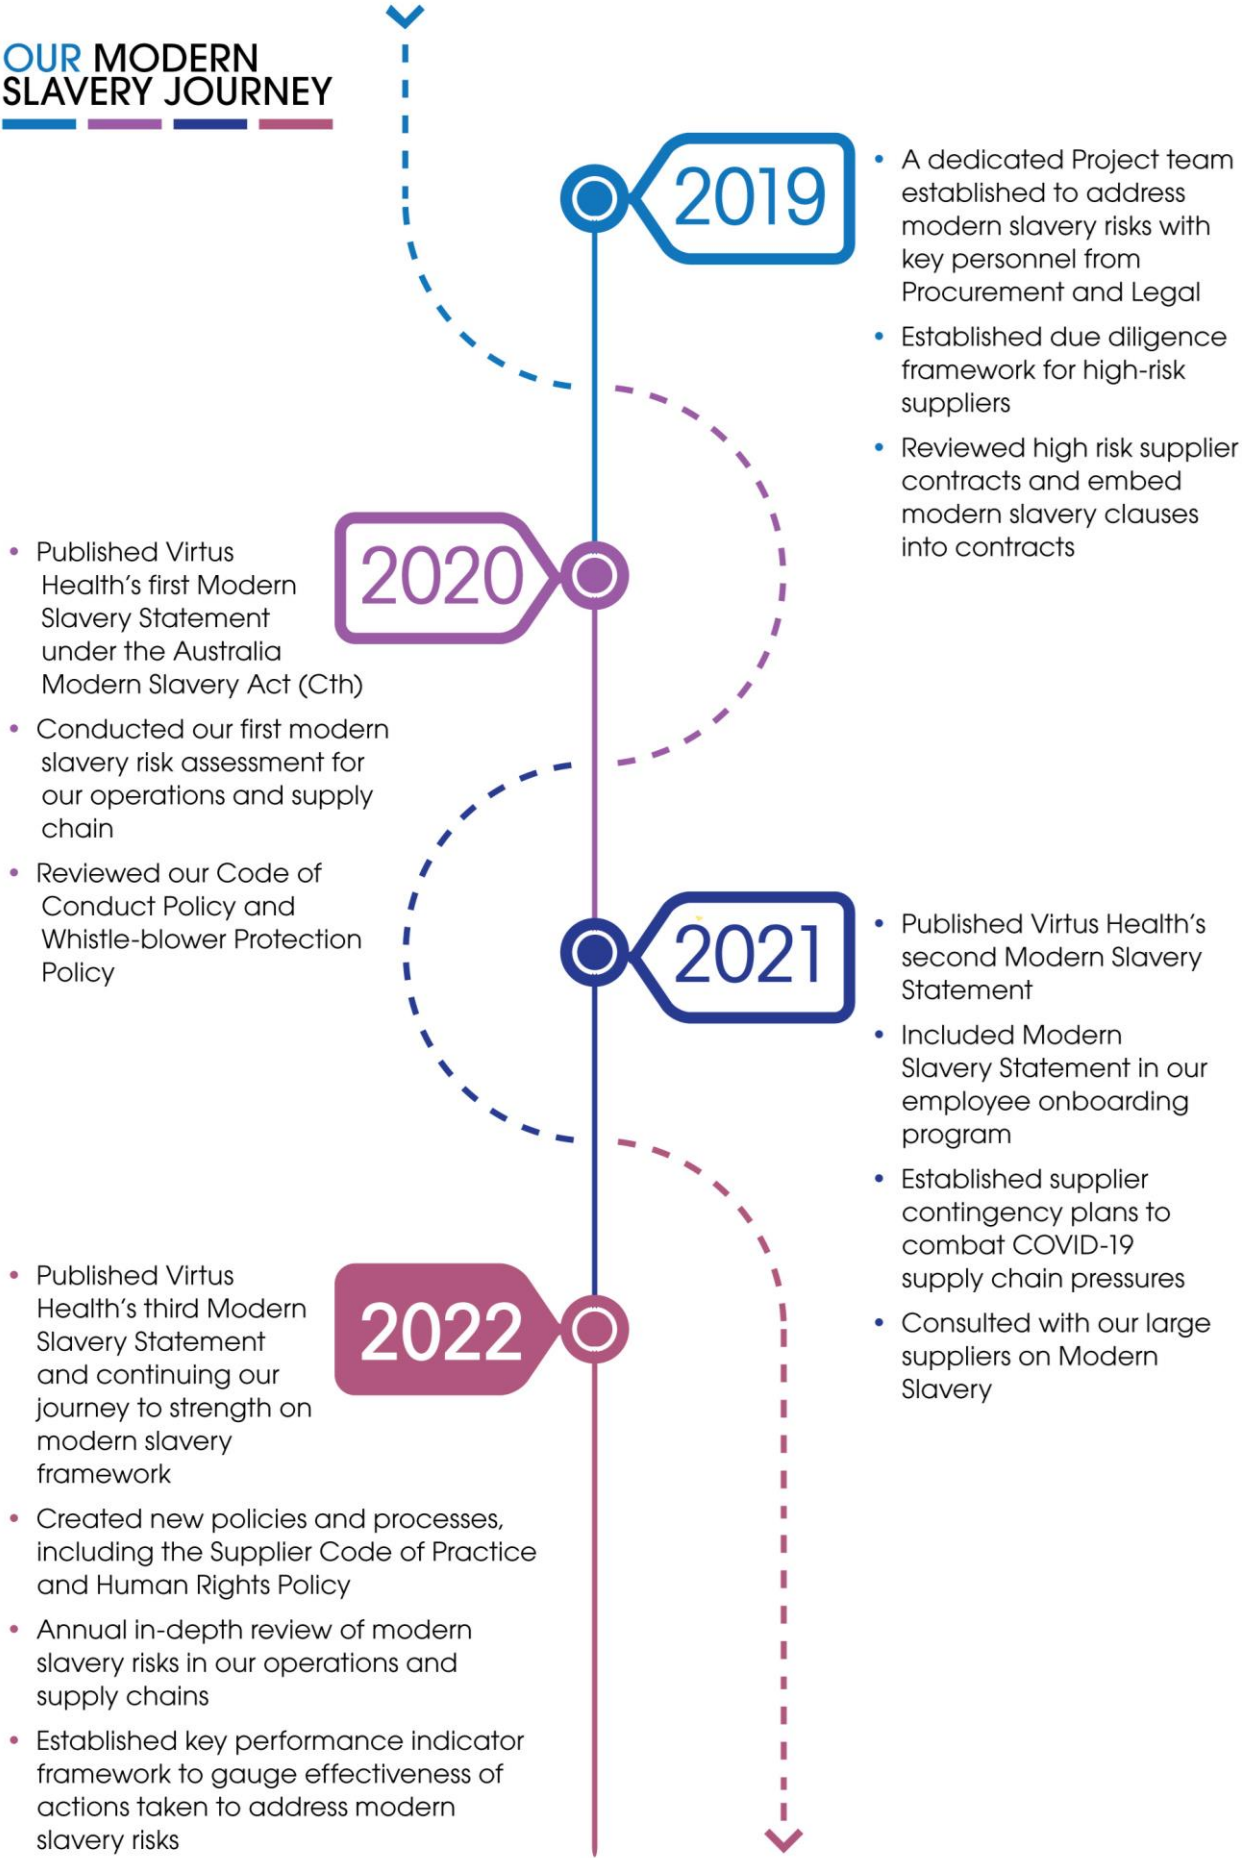 OUR MODERN
SLAVERY JOURNEY
2019
• A dedicated Project team
established to address
modern slavery risks with
key personnel from
Procurement and Legal
• Established due diligence
framework for high-risk
suppliers
• Reviewed high risk supplier
contracts and embed
modern slavery clauses
into contracts
2020
• Published Virtus
Health's first Modern
Slavery Statement
under the Australia
Modern Slavery Act (Cth)
• Conducted our first modern
slavery risk assessment for
our operations and supply
chain
• Reviewed our Code of
Conduct Policy and
Whistle-blower Protection
Policy
2021
• Published Virtus Health's
second Modern Slavery
Statement
• Included Modern
Slavery Statement in our
employee onboarding
program
• Established supplier
contingency plans to
combat COVID-19
supply chain pressures
• Consulted with our large
suppliers on Modern
Slavery
2022
• Published Virtus
Health's third Modern
Slavery Statement
and continuing our
journey to strength on
modern slavery
framework
• Created new policies and processes,
including the Supplier Code of Practice
and Human Rights Policy
• Annual in-depth review of modern
slavery risks in our operations and
supply chains
• Established key performance indicator
framework to gauge effectiveness of
actions taken to address modern
slavery risks